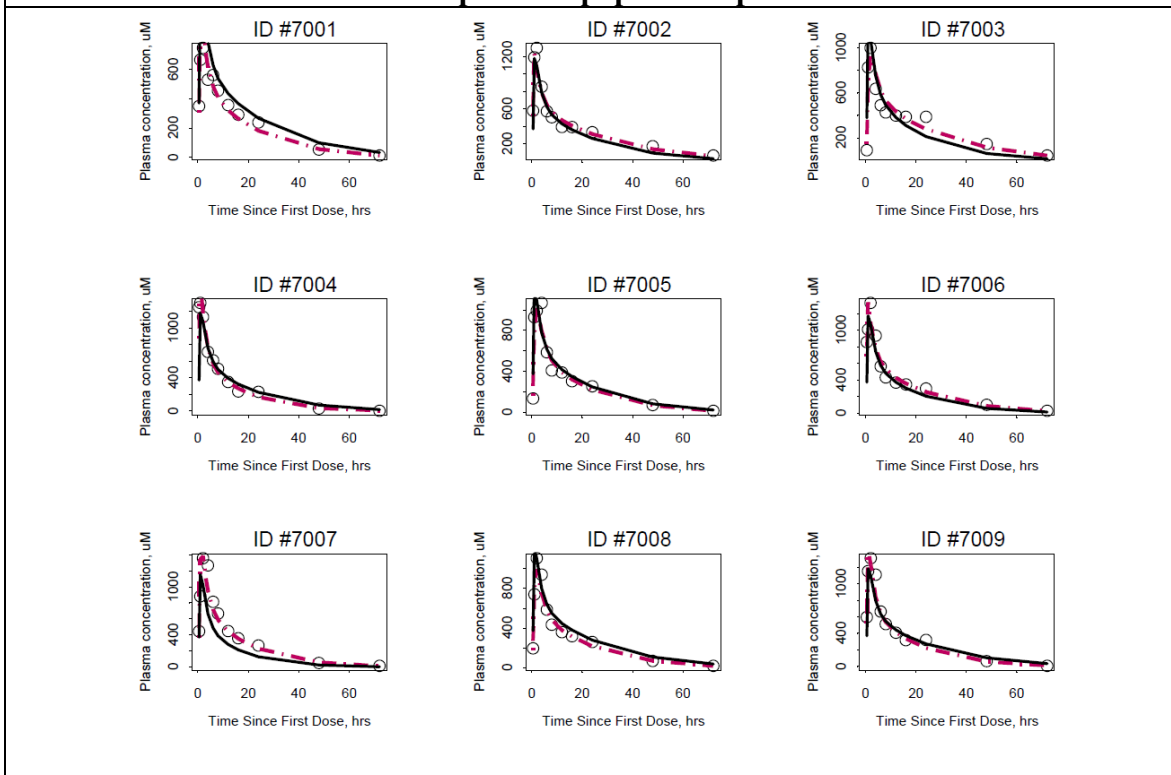 ID #7001 ID #7002 ID #7003
Plasma concentration, uM Plasma concentration, uM Plasma concentration, uM
600 200 0
1200 600 200
1000 600 200
0 20 40 60 0 20 40 60 0 20 40 60
Time Since First Dose, hrs Time Since First Dose, hrs Time Since First Dose, hrs
ID #7004 ID #7005 ID #7006
Plasma concentration, uM Plasma concentration, uM Plasma concentration, uM
1000 400 0
800 400 0
1000 400 0
0 20 40 60 0 20 40 60 0 20 40 60
Time Since First Dose, hrs Time Since First Dose, hrs Time Since First Dose, hrs
ID #7007 ID #7008 ID #7009
Plasma concentration, uM Plasma concentration, uM Plasma concentration, uM
1000 400 0
800 400 0
1000 400 0
0 20 40 60 0 20 40 60 0 20 40 60
Time Since First Dose, hrs Time Since First Dose, hrs Time Since First Dose, hrs